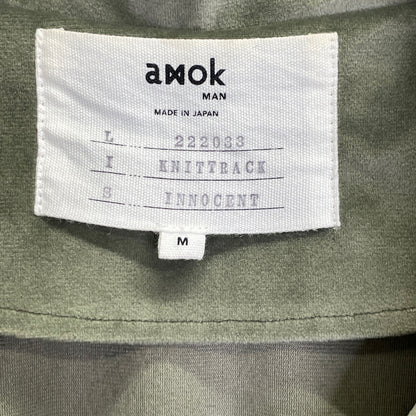 amok
MAN
MADE IN JAPAN
L 222033
I KNITTRACK
S INNOCENT
M